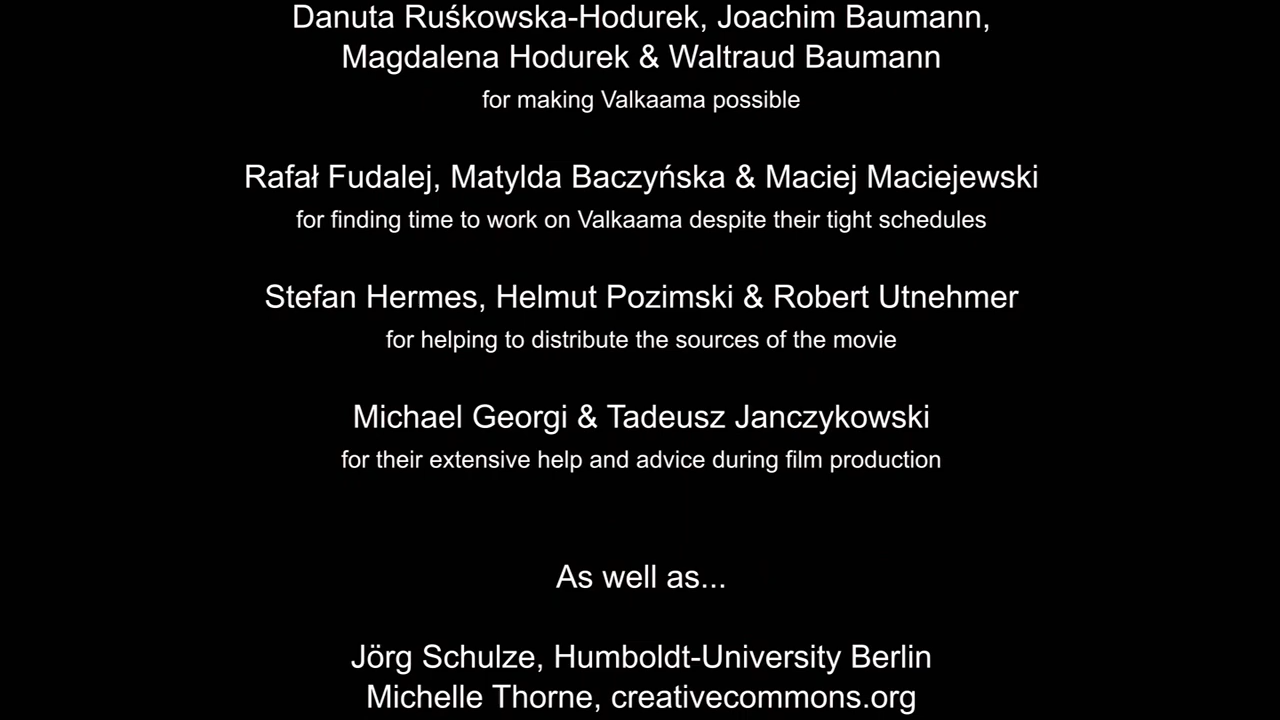 Danuta Ruśkowska-Hodurek, Joachim Baumann,
Magdalena Hodurek & Waltraud Baumann
for making Valkaama possible
Rafał Fudalej, Matylda Baczyńska & Maciej Maciejewski
for finding time to work on Valkaama despite their tight schedules
Stefan Hermes, Helmut Pozimski & Robert Utnehmer
for helping to distribute the sources of the movie
Michael Georgi & Tadeusz Janczykowski
for their extensive help and advice during film production
As well as...
Jörg Schulze, Humboldt-University Berlin
Michelle Thorne, creativecommons.org